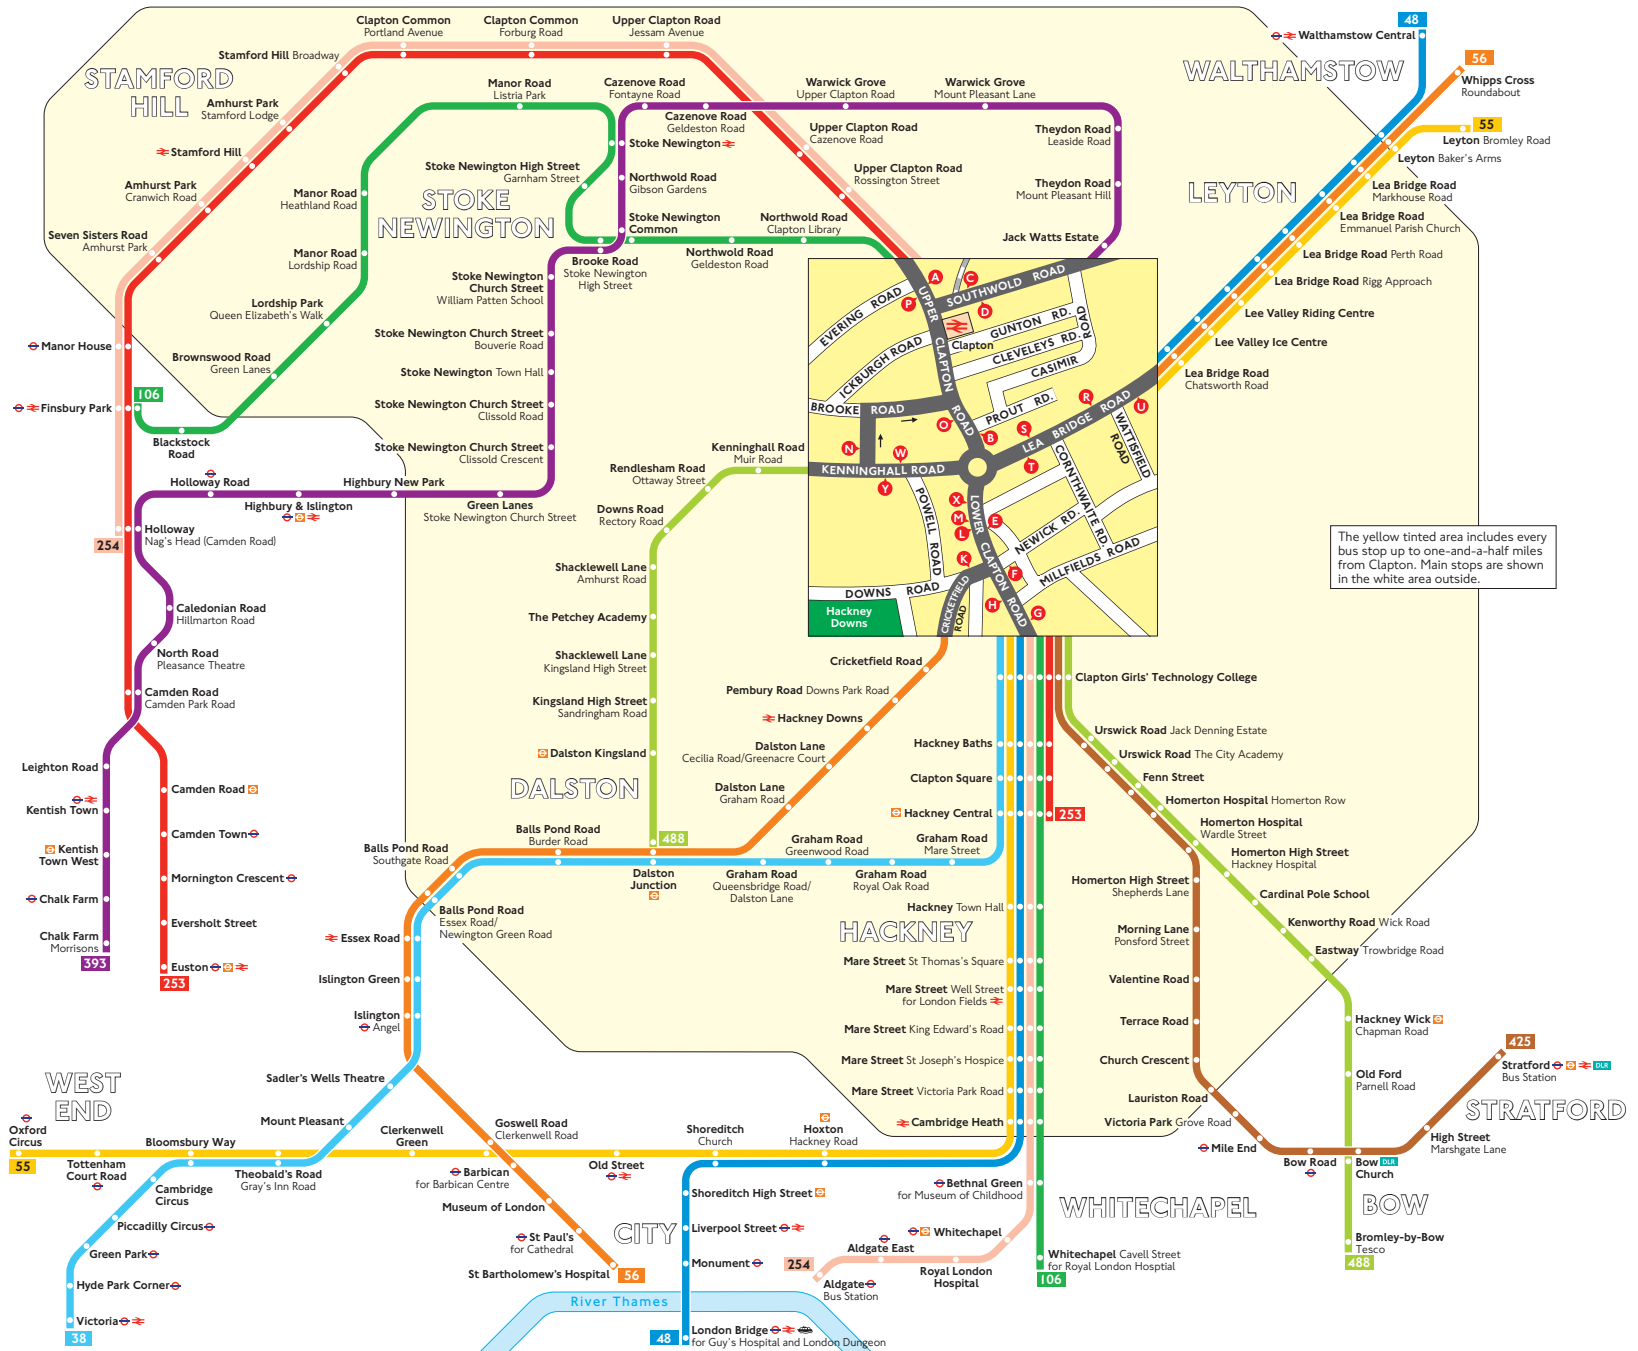 Clapton Common
Portland Avenue
Clapton Common
Forburg Road
Upper Clapton Road
Jessam Avenue
Stamford Hill Broadway
STAMFORD
HILL
Amhurst Park
Stamford Lodge
Stamford Hill
Amhurst Park
Cranwich Road
Seven Sisters Road
Amhurst Park
Manor House
Finsbury Park
106
Blackstock
Road
Brownswood Road
Green Lanes
Lordship Park
Queen Elizabeth's Walk
Manor Road
Lordship Road
Manor Road
Heathland Road
Manor Road
Listria Park
Stoke Newington High Street
Garnham Street
STOKE
NEWINGTON
Cazenove Road
Fontayne Road
Cazenove Road
Geldeston Road
Stoke Newington
Northwold Road
Gibson Gardens
Stoke Newington
Common
Brooke Road
Stoke Newington
High Street
Northwold Road
Geldeston Road
Northwold Road
Clapton Library
Warwick Grove
Upper Clapton Road
Warwick Grove
Mount Pleasant Lane
Upper Clapton Road
Cazenove Road
Upper Clapton Road
Rossington Street
Theydon Road
Leaside Road
Theydon Road
Mount Pleasant Hill
Jack Watts Estate
Stoke Newington
Church Street
William Patten School
Stoke Newington Church Street
Bouverie Road
Stoke Newington Town Hall
Stoke Newington Church Street
Clissold Road
Stoke Newington Church Street
Clissold Crescent
Green Lanes
Stoke Newington Church Street
Highbury New Park
Highbury & Islington
Holloway Road
Holloway
Nag's Head (Camden Road)
254
Caledonian Road
Hillmarton Road
North Road
Pleasance Theatre
Camden Road
Camden Park Road
Leighton Road
Kentish Town
Kentish
Town West
Chalk Farm
Chalk Farm
Morrisons
393
Camden Road
Camden Town
Mornington Crescent
Eversholt Street
Euston
253
48
Walthamstow Central
WALTHAMSTOW
56
Whipps Cross
Roundabout
55
Leyton Bromley Road
Leyton Baker's Arms
LEYTON
Lea Bridge Road
Markhouse Road
Lea Bridge Road
Emmanuel Parish Church
Lea Bridge Road Perth Road
Lea Bridge Road Rigg Approach
Lee Valley Riding Centre
Lee Valley Ice Centre
Lea Bridge Road
Chatsworth Road
The yellow tinted area includes every
bus stop up to one-and-a-half miles
from Clapton. Main stops are shown
in the white area outside.
EVERING ROAD
UPPER CLAPTON ROAD
SOUTHWOLD ROAD
ICKBURGH ROAD
Clapton
GUNTON RD.
CLEVELEYS RD.
CASIMIR ROAD
BROOKE ROAD
PROUT RD.
LEA BRIDGE ROAD
WATTISFIELD
ROAD
KENNINGHALL ROAD
CORNTHWAITE RD.
POWELL ROAD
LOWER CLAPTON ROAD
NEWICK RD.
MILLFIELDS ROAD
DOWNS ROAD
CRICKETFIELD
ROAD
Hackney
Downs
A
C
P
D
O
B
R
U
S
T
N
W
Y
X
M
L
E
K
F
H
G
Kenninghall Road
Muir Road
Rendlesham Road
Ottaway Street
Downs Road
Rectory Road
Shacklewell Lane
Amhurst Road
The Petchey Academy
Shacklewell Lane
Kingsland High Street
Kingsland High Street
Sandringham Road
Dalston Kingsland
DALSTON
488
Dalston
Junction
Cricketfield Road
Pembury Road Downs Park Road
Hackney Downs
Dalston Lane
Cecilia Road/Greenacre Court
Dalston Lane
Graham Road
Balls Pond Road
Burder Road
Balls Pond Road
Southgate Road
Balls Pond Road
Essex Road/
Newington Green Road
Graham Road
Queensbridge Road/
Dalston Lane
Graham Road
Greenwood Road
Graham Road
Royal Oak Road
Graham Road
Mare Street
Essex Road
Islington Green
Islington
Angel
Sadler's Wells Theatre
Mount Pleasant
Theobald's Road
Gray's Inn Road
Bloomsbury Way
Cambridge
Circus
Piccadilly Circus
Green Park
Hyde Park Corner
Victoria
38
WEST
END
Oxford
Circus
55
Tottenham
Court Road
Clerkenwell
Green
Goswell Road
Clerkenwell Road
Barbican
for Barbican Centre
Museum of London
St Paul's
for Cathedral
St Bartholomew's Hospital
56
Old Street
Shoreditch
Church
Hoxton
Hackney Road
Shoreditch High Street
CITY
Liverpool Street
Monument
River Thames
48
London Bridge
for Guy's Hospital and London Dungeon
Clapton Girls' Technology College
Hackney Baths
Clapton Square
Hackney Central
253
Hackney Town Hall
HACKNEY
Mare Street St Thomas's Square
Mare Street Well Street
for London Fields
Mare Street King Edward's Road
Mare Street St Joseph's Hospice
Mare Street Victoria Park Road
Cambridge Heath
Bethnal Green
for Museum of Childhood
Whitechapel
Aldgate East
254
Royal London
Hospital
Aldgate
Bus Station
WHITECHAPEL
Whitechapel Cavell Street
for Royal London Hosptial
106
Urswick Road Jack Denning Estate
Urswick Road The City Academy
Fenn Street
Homerton Hospital Homerton Row
Homerton Hospital
Wardle Street
Homerton High Street
Hackney Hospital
Cardinal Pole School
Kenworthy Road Wick Road
Eastway Trowbridge Road
Homerton High Street
Shepherds Lane
Morning Lane
Ponsford Street
Valentine Road
Terrace Road
Church Crescent
Lauriston Road
Victoria Park Grove Road
Mile End
Bow Road
Bow DLR
Church
Hackney Wick
Chapman Road
Old Ford
Parnell Road
BOW
Bromley-by-Bow
Tesco
488
425
Stratford DLR
Bus Station
STRATFORD
High Street
Marshgate Lane